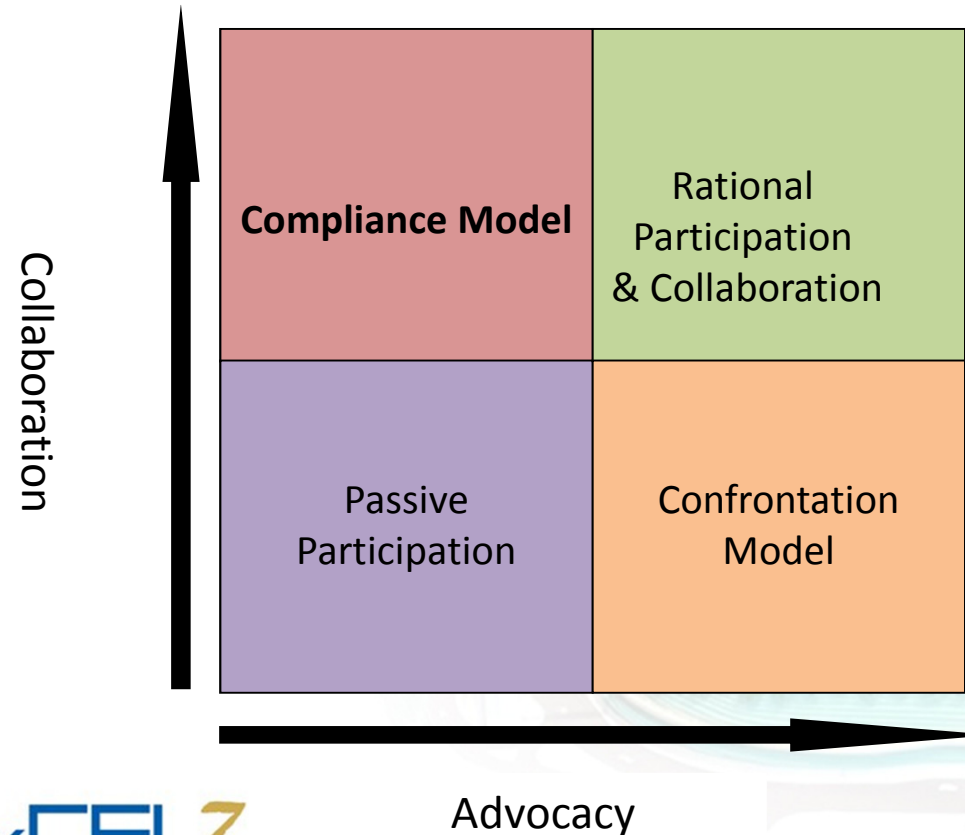 Collaboration
Compliance Model
Rational
Participation
& Collaboration
Passive
Participation
Confrontation
Model
Advocacy